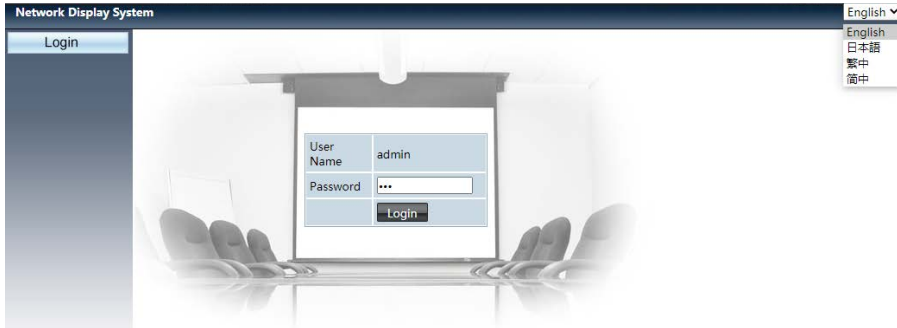 Network Display System
English
English
日本語
繁中
简中
Login
User
Name
admin
Password
•••
Login